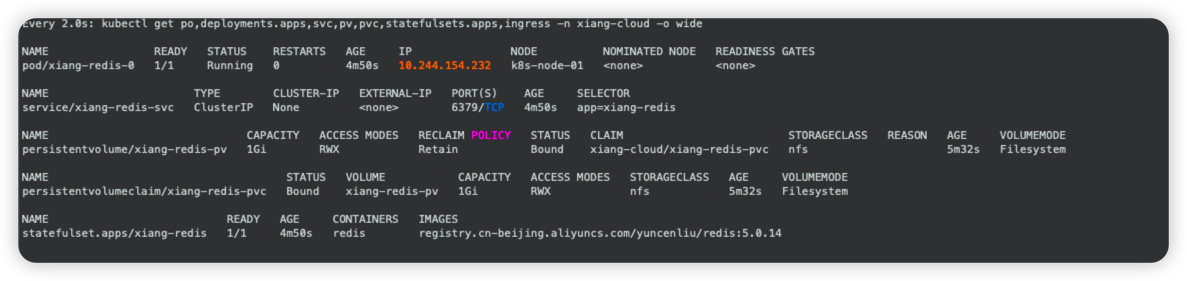 Every 2.0s: kubectl get po,deployments.apps,svc,pv,pvc,statefulsets.apps,ingress -n xiang-cloud -o wide
NAME READY STATUS RESTARTS AGE IP NODE NOMINATED NODE READINESS GATES
pod/xiang-redis-0 1/1 Running 0 4m50s 10.244.154.232 k8s-node-01 <none> <none>
NAME TYPE CLUSTER-IP EXTERNAL-IP PORT(S) AGE SELECTOR
service/xiang-redis-svc ClusterIP None <none> 6379/TCP 4m50s app=xiang-redis
NAME CAPACITY ACCESS MODES RECLAIM POLICY STATUS CLAIM STORAGECLASS REASON AGE VOLUMEMODE
persistentvolume/xiang-redis-pv 1Gi RWX Retain Bound xiang-cloud/xiang-redis-pvc nfs 5m32s Filesystem
NAME STATUS VOLUME CAPACITY ACCESS MODES STORAGECLASS AGE VOLUMEMODE
persistentvolumeclaim/xiang-redis-pvc Bound xiang-redis-pv 1Gi RWX nfs 5m32s Filesystem
NAME READY AGE CONTAINERS IMAGES
statefulset.apps/xiang-redis 1/1 4m50s redis registry.cn-beijing.aliyuncs.com/yuncenliu/redis:5.0.14